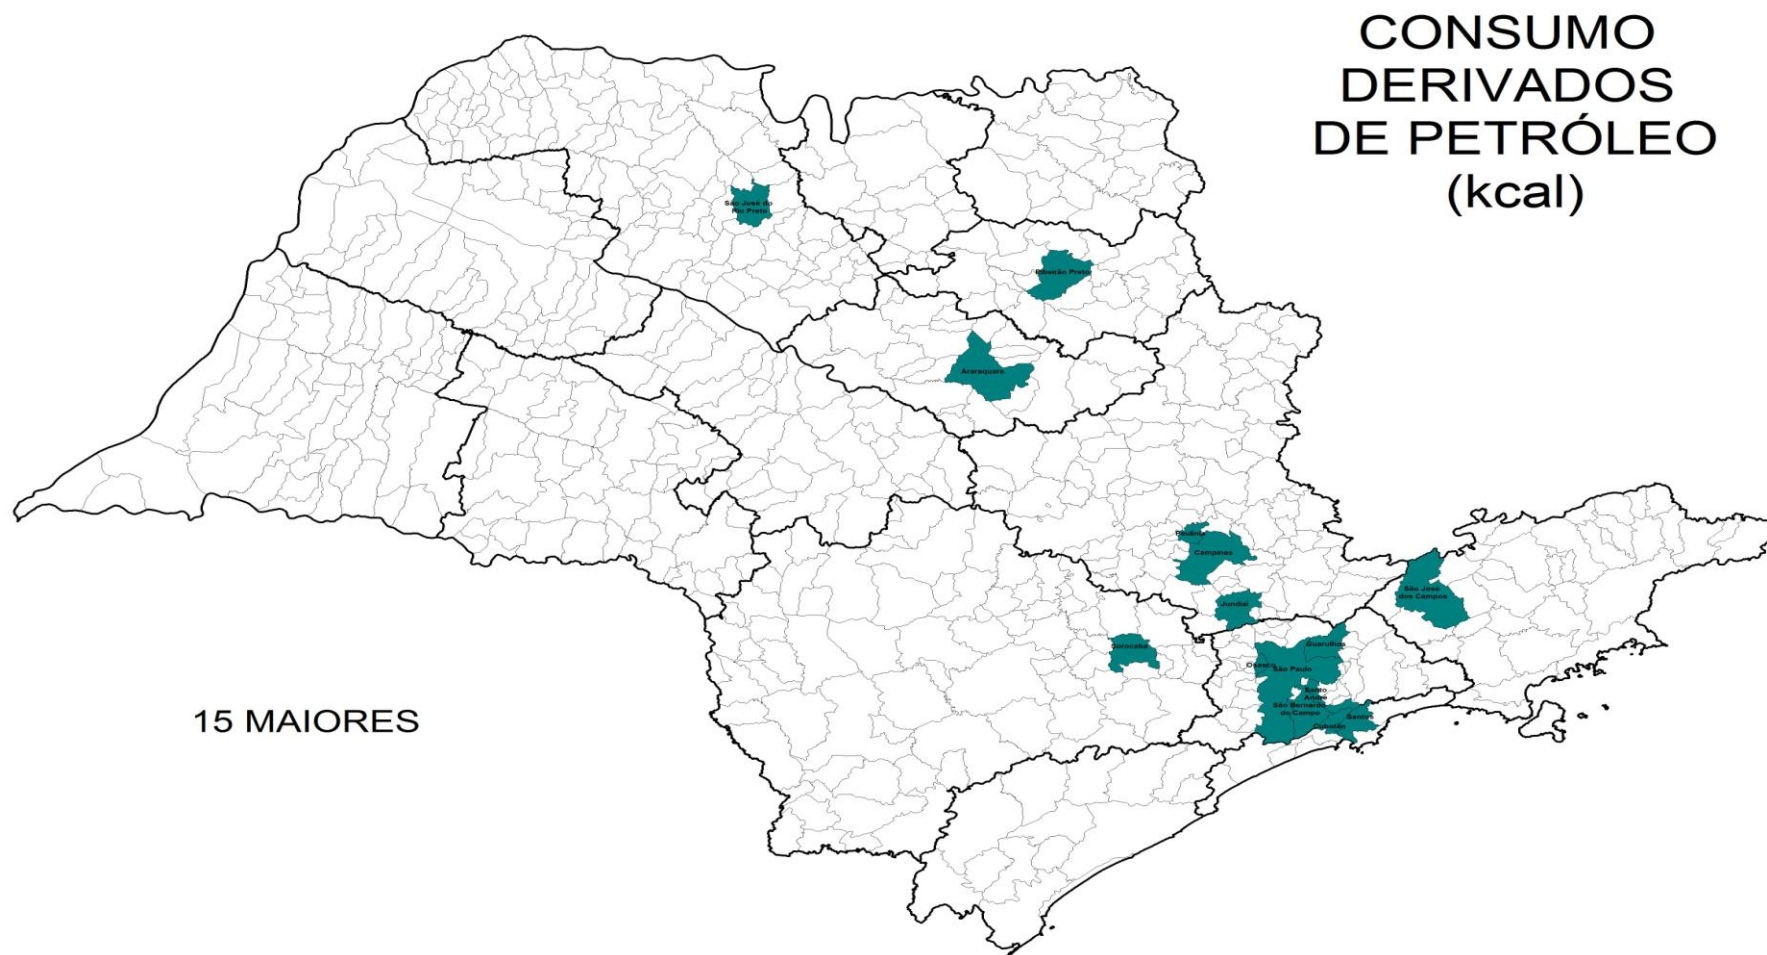 CONSUMO
DERIVADOS
DE PETRÓLEO
(kcal)
São José do
Rio Preto
Ribeirão Preto
Araraquara
Paulínia
Campinas
São José
dos Campos
Jundiaí
Sorocaba
Guarulhos
Osasco
São Paulo
Santo
André
São Bernardo
do Campo
Santos
Cubatão
15 MAIORES